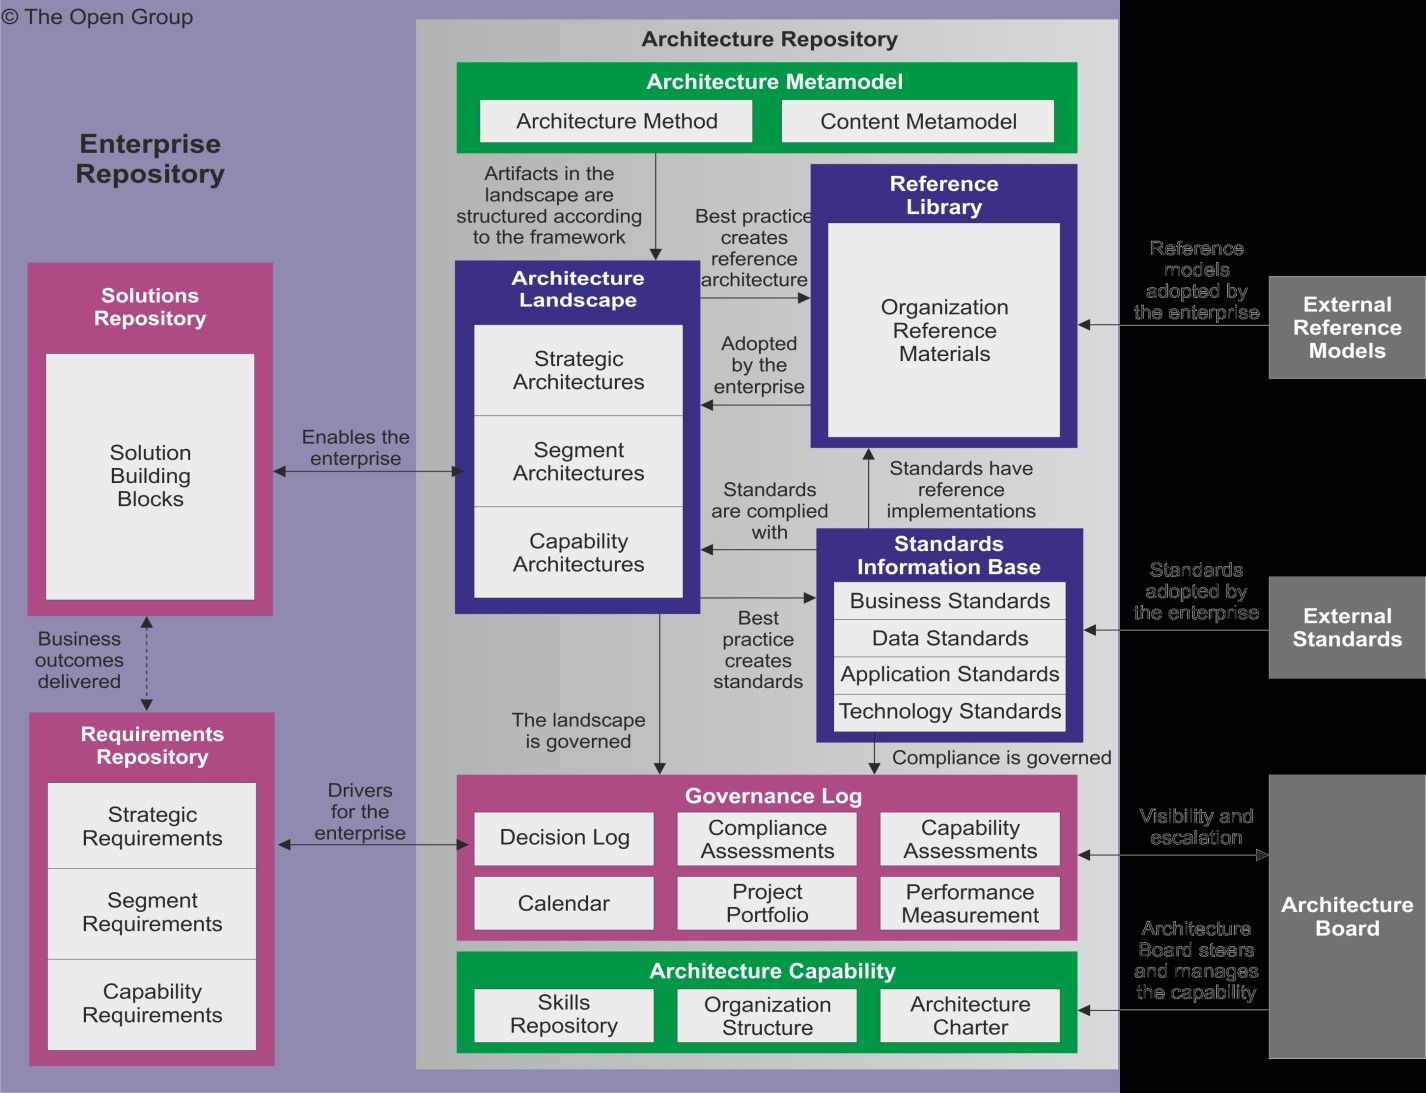 © The Open Group
Architecture Repository
Architecture Metamodel
Architecture Method
Content Metamodel
Enterprise
Repository
Artifacts in the
landscape are
structured according
to the framework
Best practice
creates
reference
architecture
Reference
Library
Organization
Reference
Materials
Reference
models
adopted by
the enterprise
External
Reference
Models
Solutions
Repository
Solution
Building
Blocks
Enables the
enterprise
Architecture
Landscape
Strategic
Architectures
Segment
Architectures
Capability
Architectures
Adopted
by the
enterprise
Standards have
reference
implementations
Standards
are complied
with
Standards
Information Base
Business Standards
Data Standards
Application Standards
Technology Standards
Standards
adopted by
the enterprise
External
Standards
Best
practice
creates
standards
Business
outcomes
delivered
The landscape
is governed
Compliance is governed
Requirements
Repository
Strategic
Requirements
Segment
Requirements
Capability
Requirements
Drivers
for the
enterprise
Governance Log
Decision Log
Compliance
Assessments
Capability
Assessments
Calendar
Project
Portfolio
Performance
Measurement
Visibility and
escalation
Architecture
Board
Architecture
Board steers
and manages
the capability
Architecture Capability
Skills
Repository
Organization
Structure
Architecture
Charter